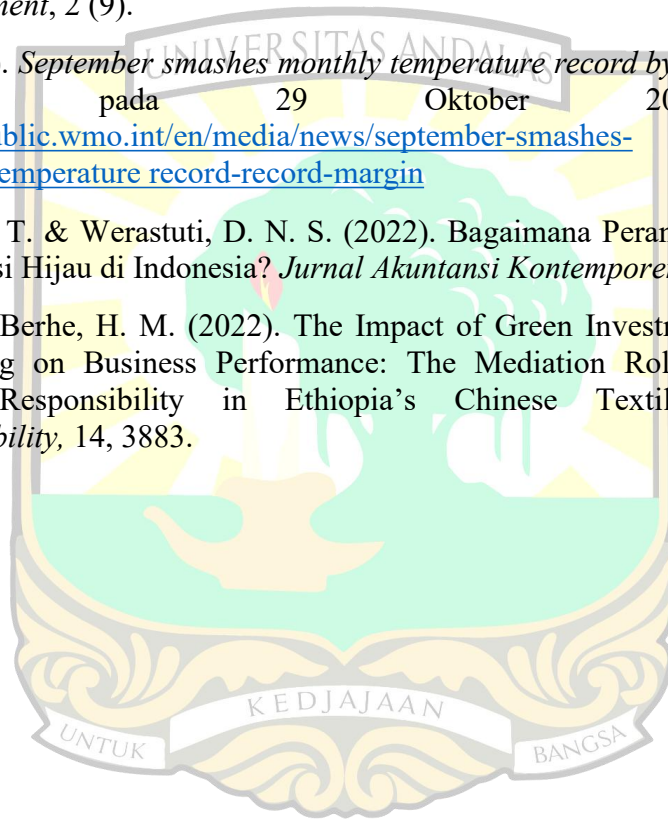 ment, 2 (9).
. September smashes monthly temperature record by
pada 29 Oktober 20
ublic.wmo.int/en/media/news/september-smashes-
emperature record-record-margin
T. & Werastuti, D. N. S. (2022). Bagaimana Peran
si Hijau di Indonesia? Jurnal Akuntansi Kontemporer
Berhe, H. M. (2022). The Impact of Green Investm
g on Business Performance: The Mediation Rol
Responsibility in Ethiopia's Chinese Textil
bility, 14, 3883.
UNIVERSITAS ANDALAS
KEDJAJAAN
UNTUK
BANGSA